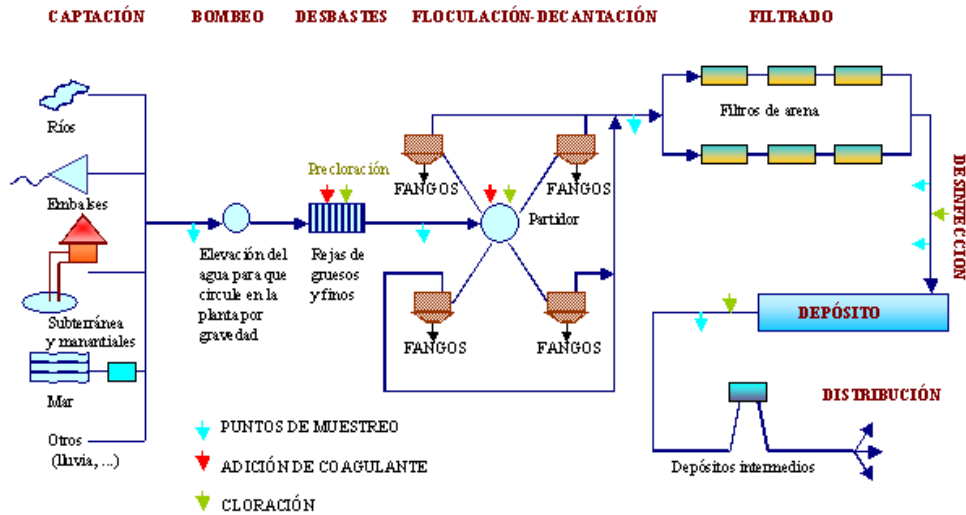 CAPTACIÓN
BOMBEO
DESBASTES
FLOCULACIÓN-DECANTACIÓN
FILTRADO
Ríos
Embalses
Subterránea
y manantiales
Mar
Otros
(lluvia, ...)
Elevación del
agua para que
circule en la
planta por
gravedad
Precloración
Rejas de
gruesos
y finos
FANGOS
FANGOS
Partidor
FANGOS
FANGOS
Filtros de arena
DESINFECCION
DEPÓSITO
DISTRIBUCIÓN
Depósitos intermedios
PUNTOS DE MUESTREO
ADICIÓN DE COAGULANTE
CLORACIÓN